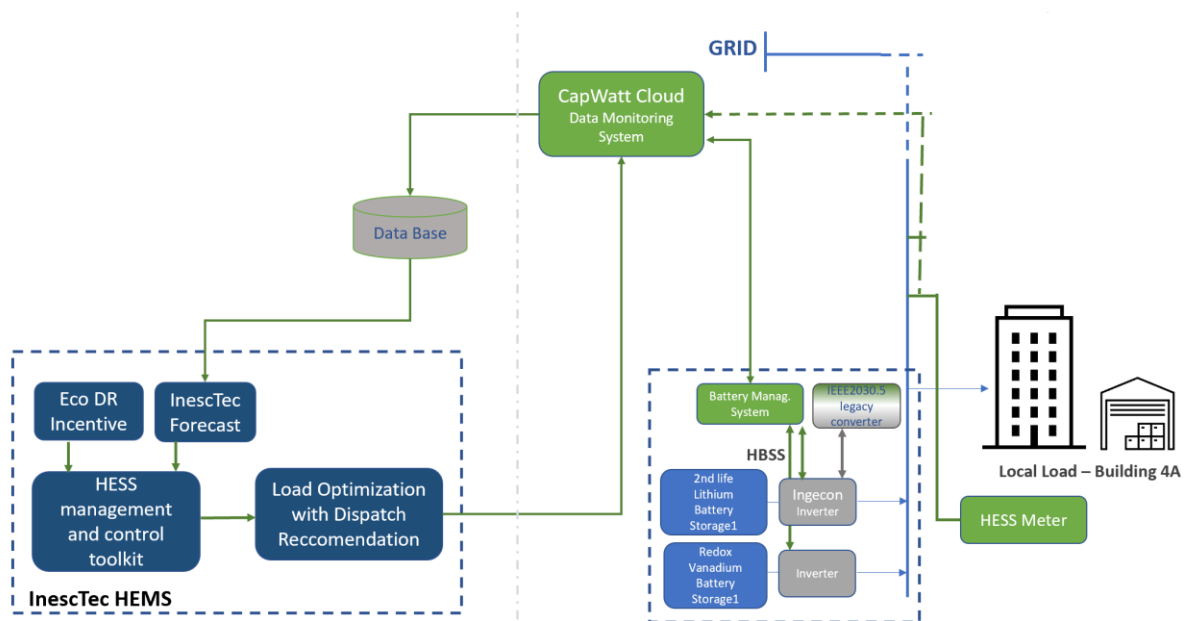 GRID
CapWatt Cloud
Data Monitoring
System
Data Base
Eco DR
Incentive
InescTec
Forecast
HESS
management
and control
toolkit
Load Optimization
with Dispatch
Reccomendation
InescTec HEMS
Battery Manag.
System
IEEE2030.5
legacy
converter
HBSS
2nd life
Lithium
Battery
Storage1
Ingecon
Inverter
Redox
Vanadium
Battery
Storage1
Inverter
Local Load – Building 4A
HESS Meter